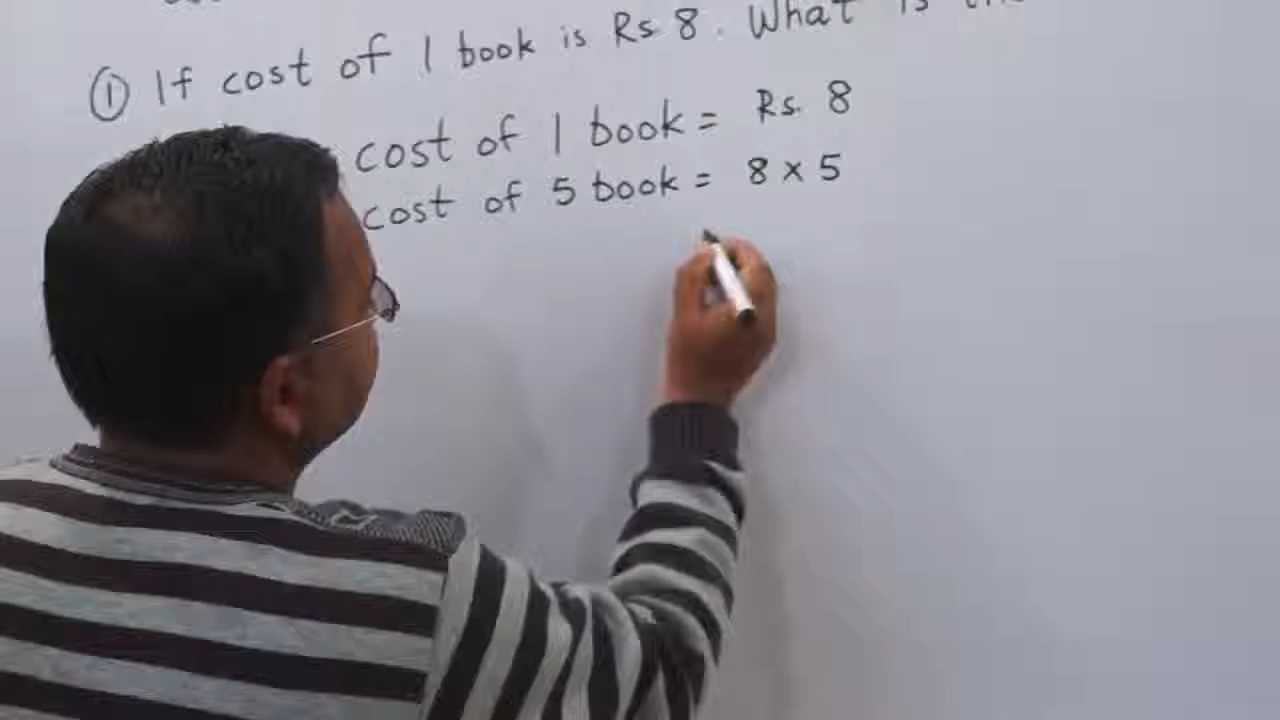 ① If cost of 1 book is Rs 8. What is
cost of 1 book = Rs. 8
cost of 5 book = 8 × 5